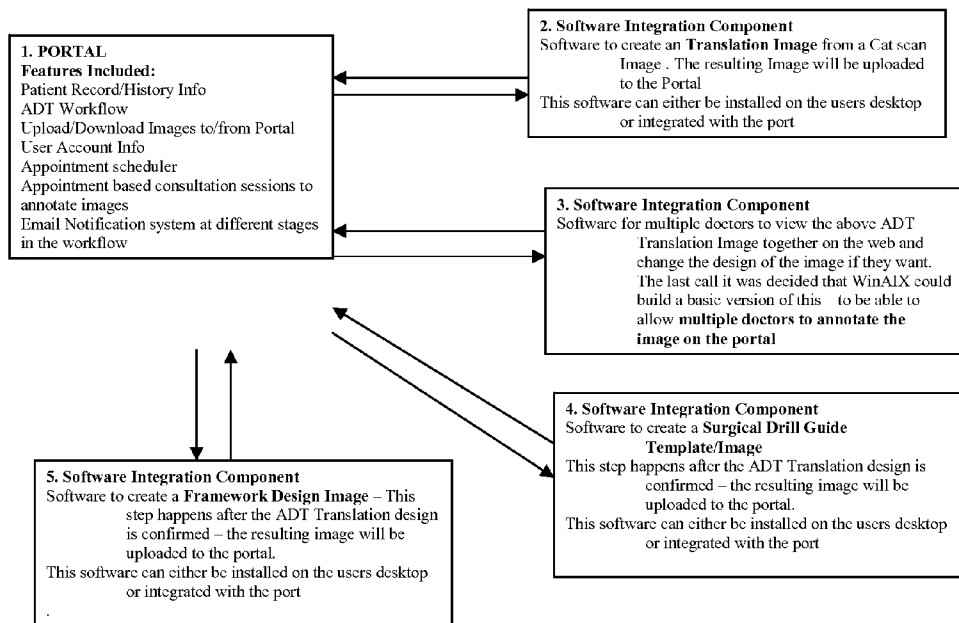 1. PORTAL
Features Included:
Patient Record/History Info
ADT Workflow
Upload/Download Images to/from Portal
User Account Info
Appointment scheduler
Appointment based consultation sessions to
annotate images
Email Notification system at different stages
in the workflow
2. Software Integration Component
Software to create an Translation Image from a Cat scan
Image . The resulting Image will be uploaded
to the Portal
This software can either be installed on the users desktop
or integrated with the port
3. Software Integration Component
Software for multiple doctors to view the above ADT
Translation Image together on the web and
change the design of the image if they want.
The last call it was decided that WinAIX could
build a basic version of this to be able to
allow multiple doctors to annotate the
image on the portal
4. Software Integration Component
Software to create a Surgical Drill Guide
Template/Image
This step happens after the ADT Translation design is
confirmed – the resulting image will be
uploaded to the portal.
This software can either be installed on the users desktop
or integrated with the port
5. Software Integration Component
Software to create a Framework Design Image – This
step happens after the ADT Translation design
is confirmed – the resulting image will be
uploaded to the portal.
This software can either be installed on the users desktop
or integrated with the port
.